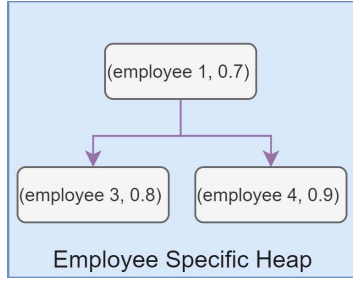 (employee 1, 0.7)
(employee 3, 0.8)
(employee 4, 0.9)
Employee Specific Heap